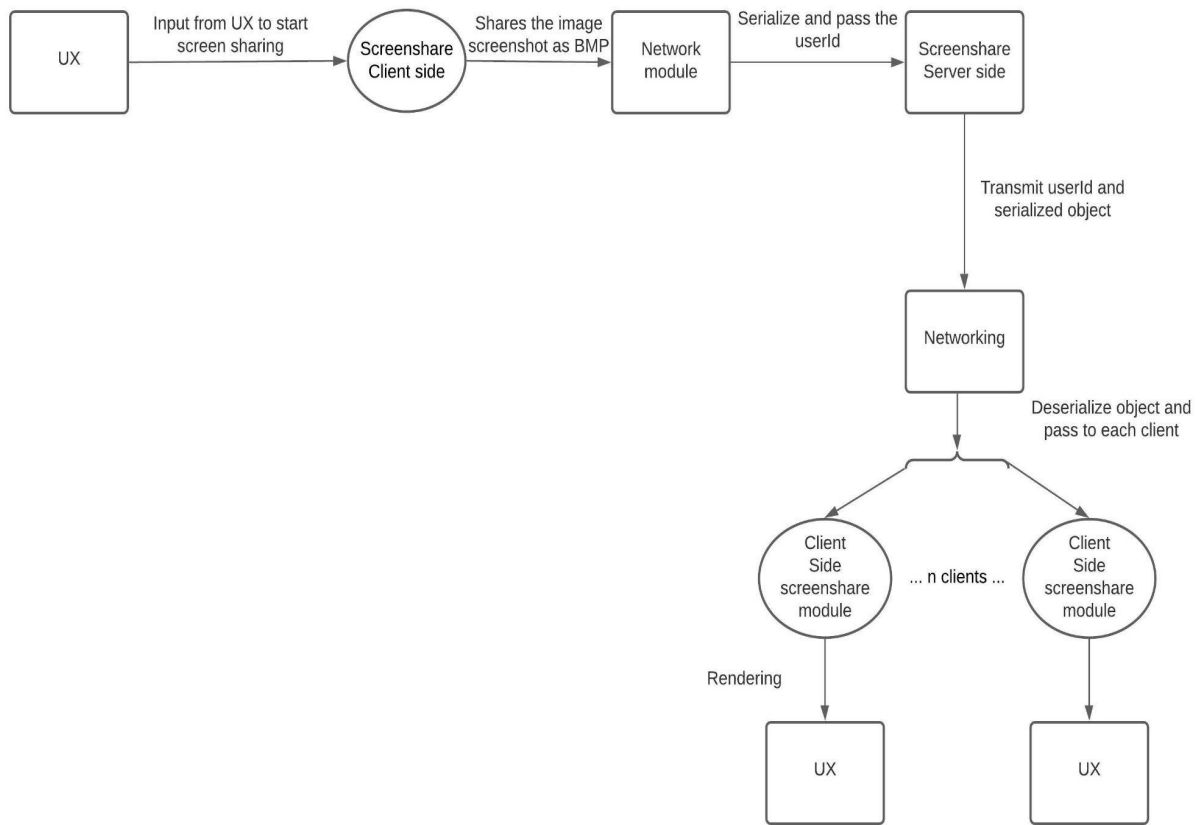 UX
Input from UX to start
screen sharing
Screenshare
Client side
Shares the image
screenshot as BMP
Network
module
Serialize and pass the
userId
Screenshare
Server side
Transmit userId and
serialized object
Networking
Deserialize object and
pass to each client
Client
Side
screenshare
module
... n clients ...
Client
Side
screenshare
module
Rendering
UX
UX